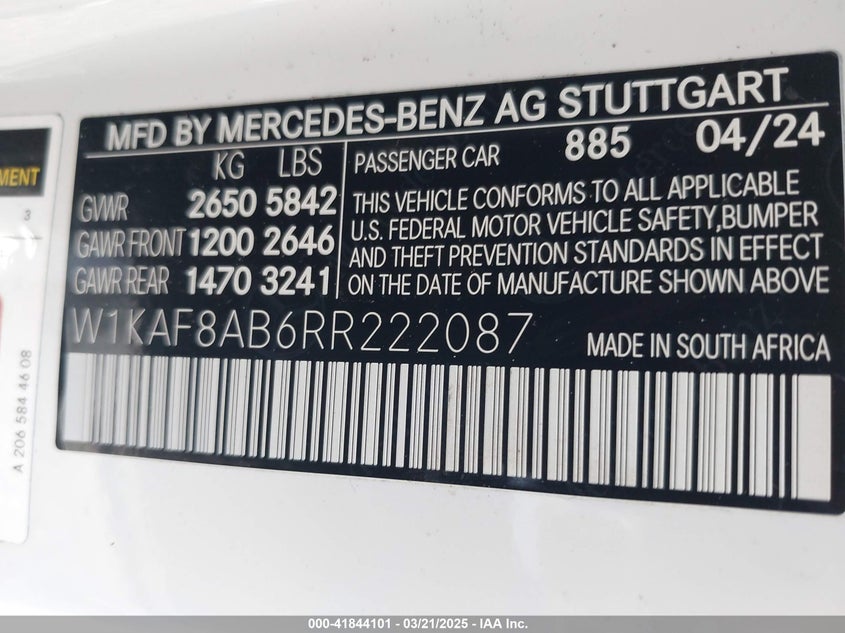 MFD BY MERCEDES-BENZ AG STUTTGART
KG LBS
GVWR 2650 5842
GAWR FRONT 1200 2646
GAWR REAR 1470 3241
PASSENGER CAR 885 04/24
THIS VEHICLE CONFORMS TO ALL APPLICABLE
U.S. FEDERAL MOTOR VEHICLE SAFETY,BUMPER
AND THEFT PREVENTION STANDARDS IN EFFECT
ON THE DATE OF MANUFACTURE SHOWN ABOVE
W1KAF8AB6RR222087 MADE IN SOUTH AFRICA
MENT
3
A 206 584 46 08
000-41844101 - 03/21/2025 - IAA Inc.